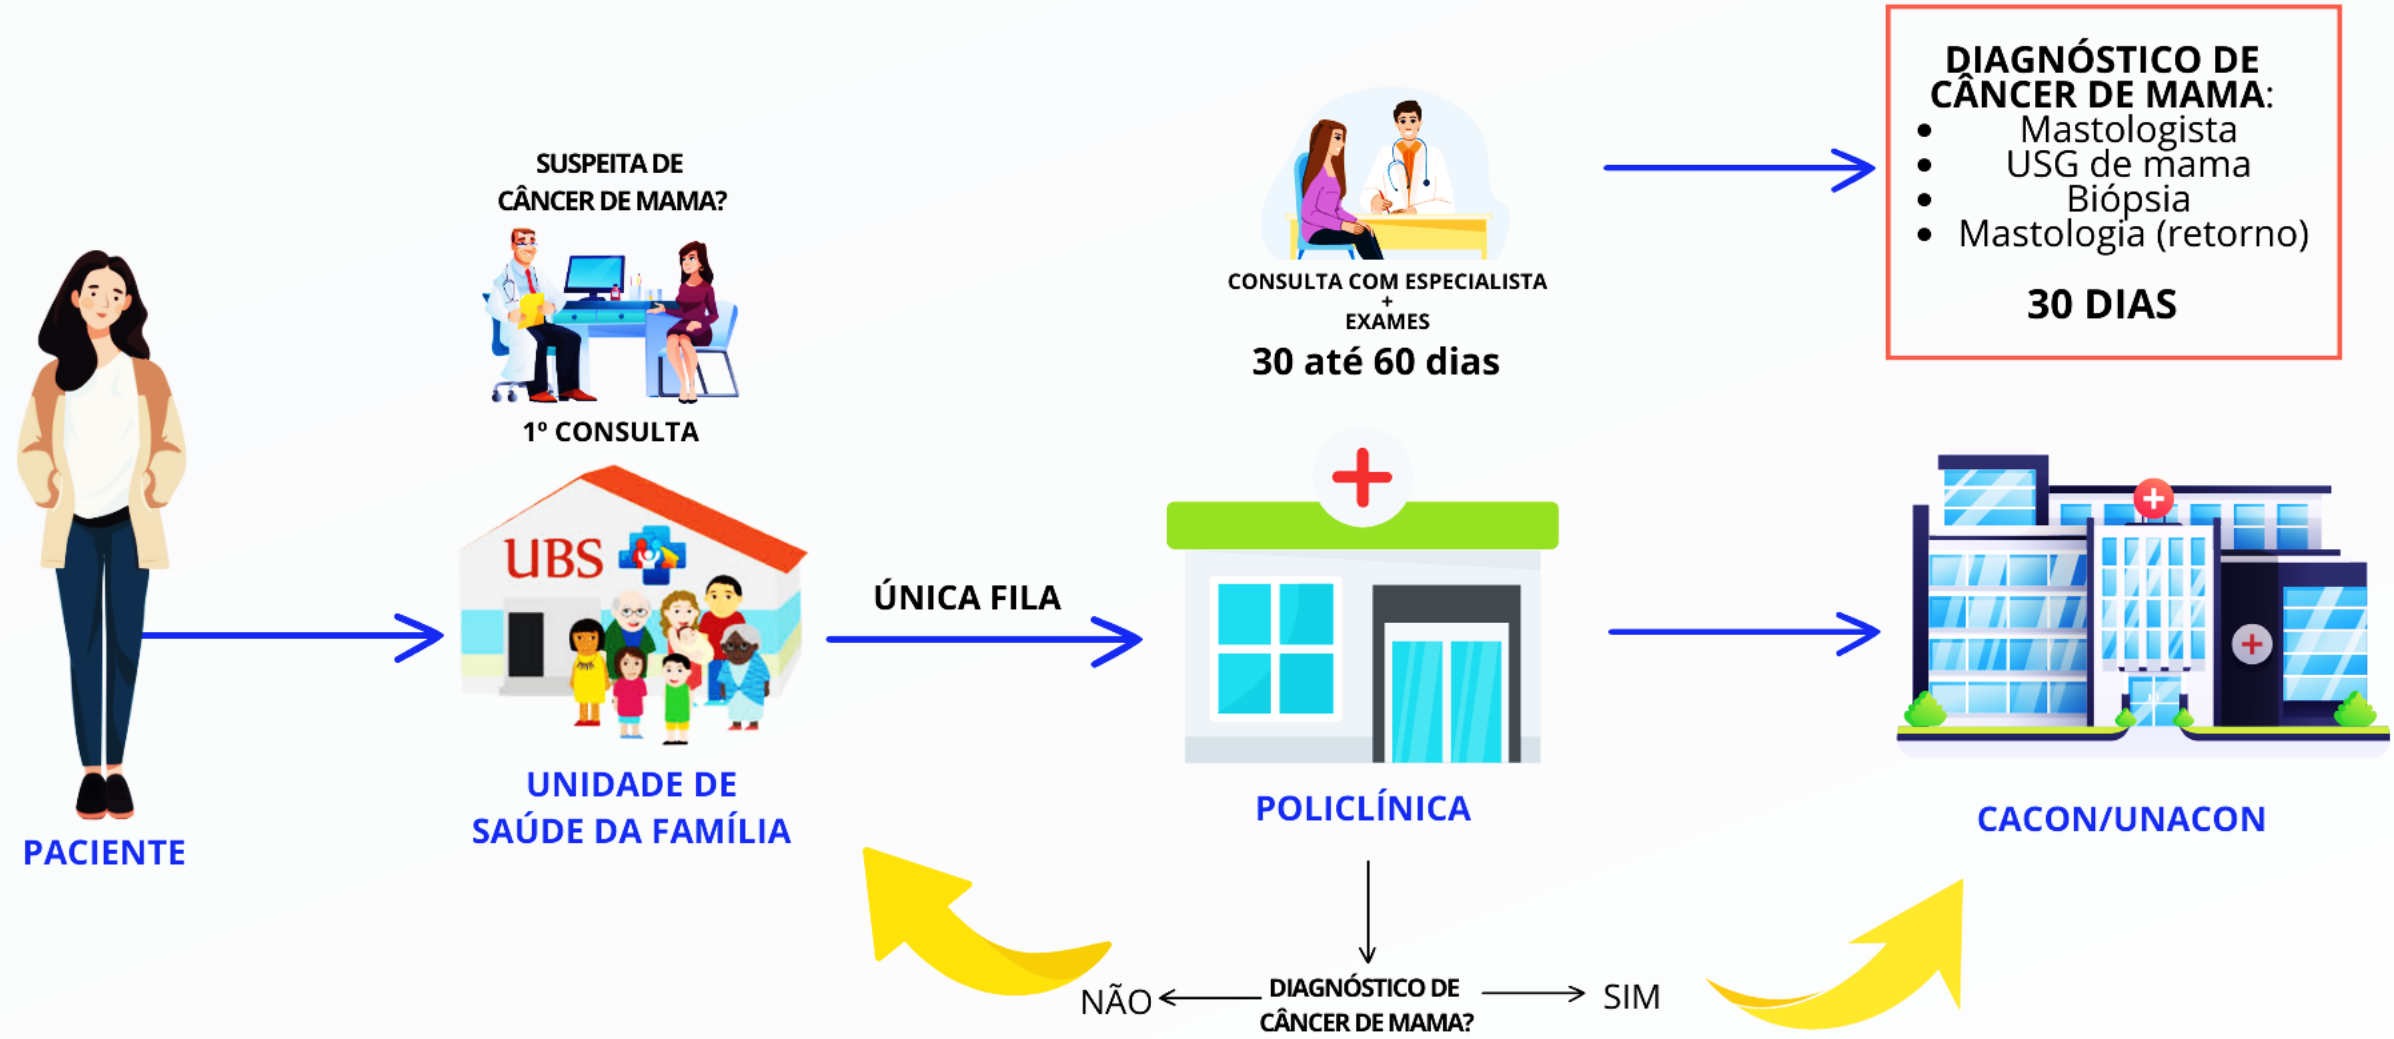 SUSPEITA DE
CÂNCER DE MAMA?
1º CONSULTA
UBS
PACIENTE
UNIDADE DE
SAÚDE DA FAMÍLIA
ÚNICA FILA
CONSULTA COM ESPECIALISTA
+
EXAMES
30 até 60 dias
POLICLÍNICA
DIAGNÓSTICO DE
CÂNCER DE MAMA:
• Mastologista
• USG de mama
• Biópsia
• Mastologia (retorno)
30 DIAS
CACON/UNACON
NÃO
DIAGNÓSTICO DE
CÂNCER DE MAMA?
SIM